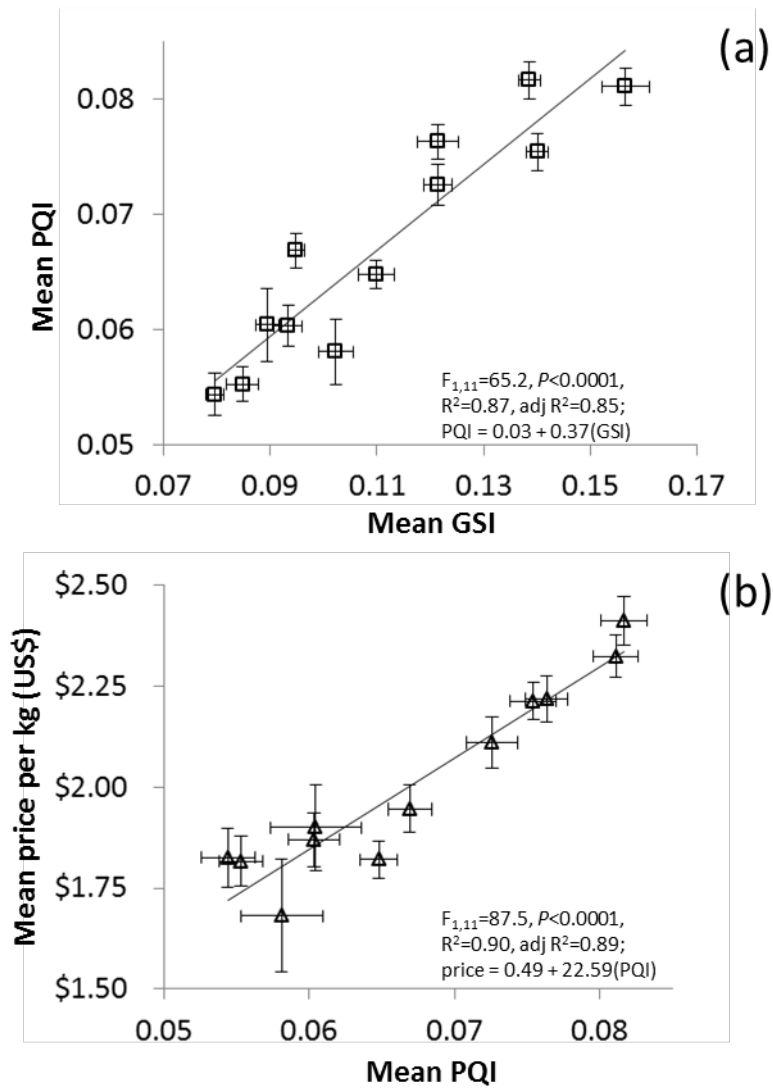 (a)
Mean PQI
0.08
0.07
0.06
0.05
F1,11=65.2, P<0.0001,
R²=0.87, adj R²=0.85;
PQI = 0.03 + 0.37(GSI)
0.07 0.09 0.11 0.13 0.15 0.17
Mean GSI
(b)
Mean price per kg (US$)
$2.50
$2.25
$2.00
$1.75
$1.50
F1,11=87.5, P<0.0001,
R²=0.90, adj R²=0.89;
price = 0.49 + 22.59(PQI)
0.05 0.06 0.07 0.08
Mean PQI